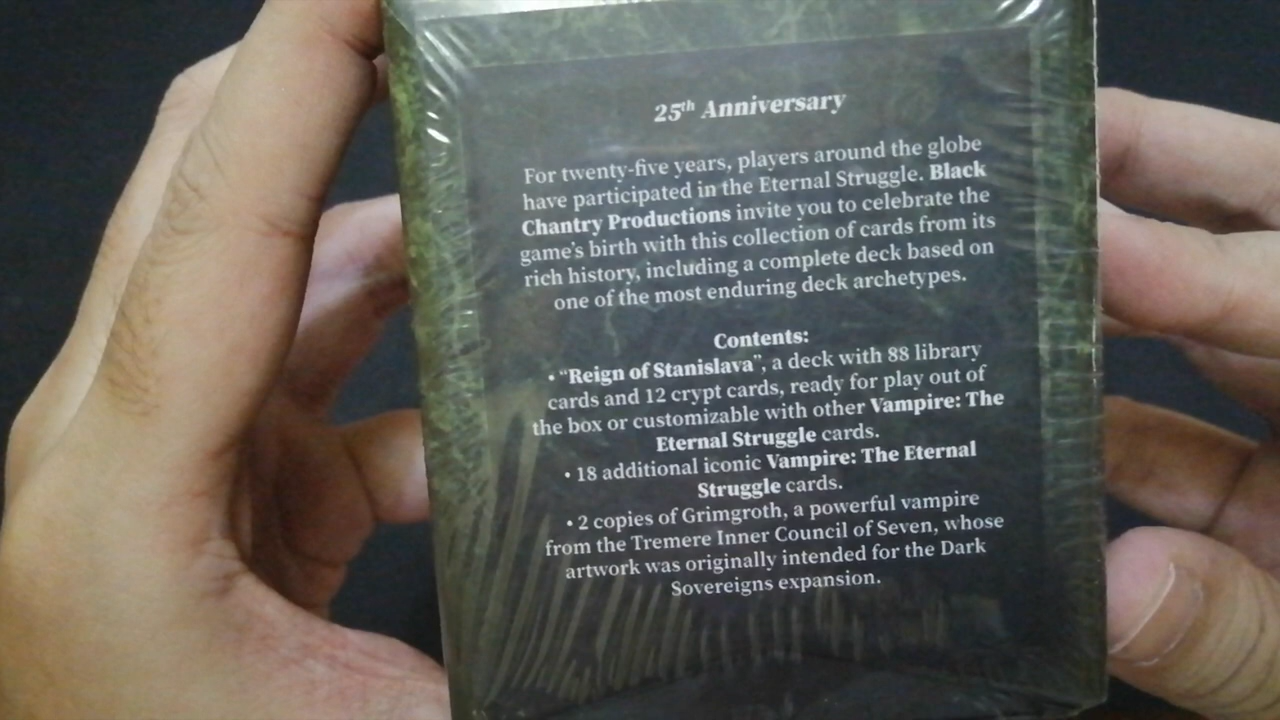 25th Anniversary
For twenty-five years, players around the globe
have participated in the Eternal Struggle. Black
Chantry Productions invite you to celebrate the
game's birth with this collection of cards from its
rich history, including a complete deck based on
one of the most enduring deck archetypes.
Contents:
• “Reign of Stanislava”, a deck with 88 library
cards and 12 crypt cards, ready for play out of
the box or customizable with other Vampire: The
Eternal Struggle cards.
• 18 additional iconic Vampire: The Eternal
Struggle cards.
• 2 copies of Grimgroth, a powerful vampire
from the Tremere Inner Council of Seven, whose
artwork was originally intended for the Dark
Sovereigns expansion.